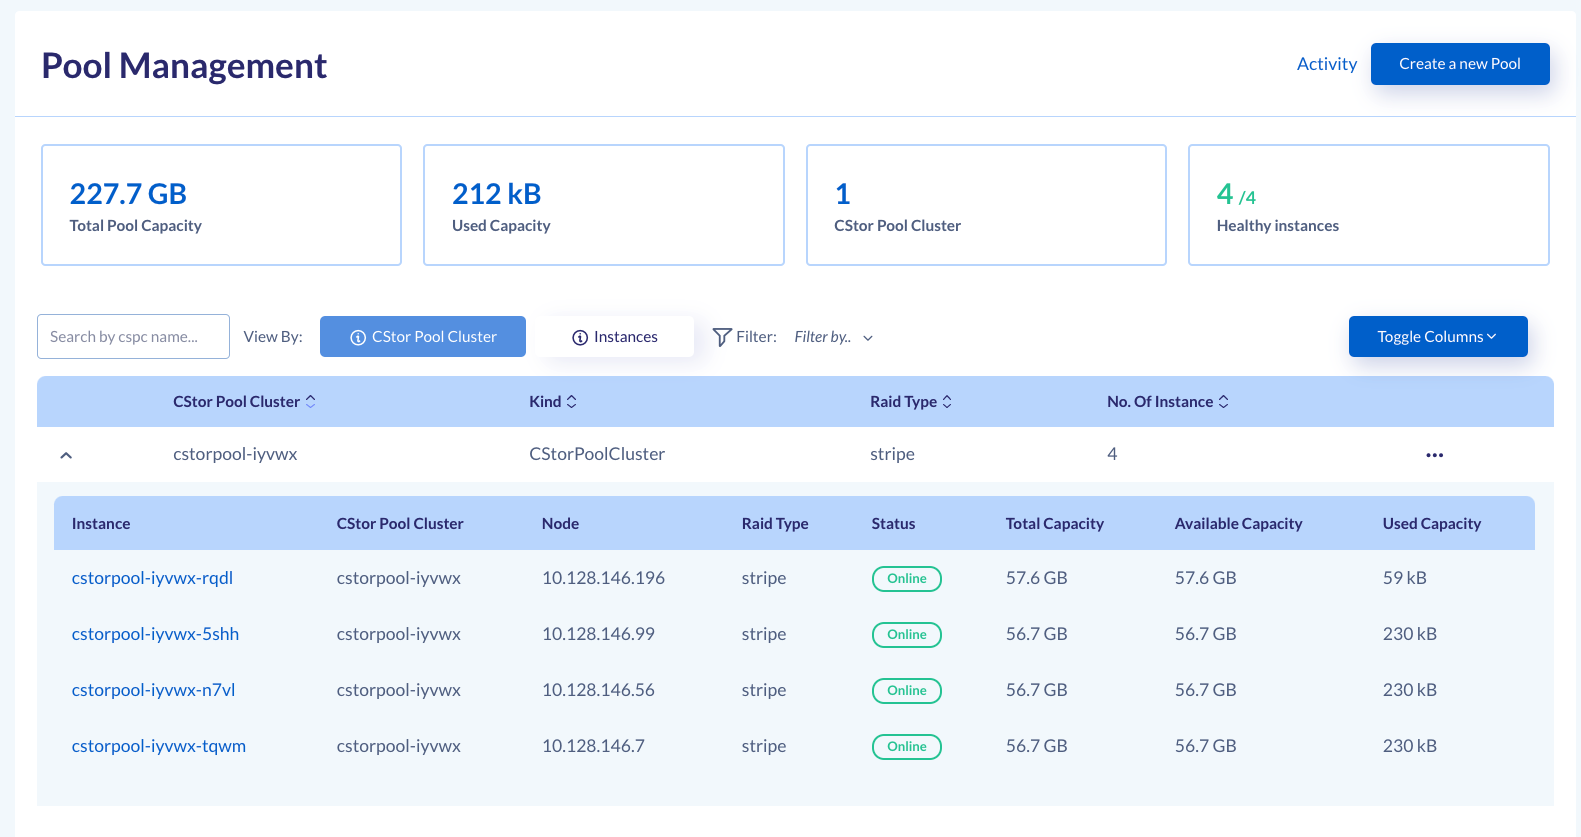 Pool Management
Activity
Create a new Pool
227.7 GB
Total Pool Capacity
212 kB
Used Capacity
1
CStor Pool Cluster
4 /4
Healthy instances
Search by cspc name...
View By:
CStor Pool Cluster
Instances
Filter:
Filter by..
Toggle Columns
CStor Pool Cluster Kind Raid Type No. Of Instance
cstorpool-iyvwx CStorPoolCluster stripe 4
Instance CStor Pool Cluster Node Raid Type Status Total Capacity Available Capacity Used Capacity
cstorpool-iyvwx-rqdl cstorpool-iyvwx 10.128.146.196 stripe Online 57.6 GB 57.6 GB 59 kB
cstorpool-iyvwx-5shh cstorpool-iyvwx 10.128.146.99 stripe Online 56.7 GB 56.7 GB 230 kB
cstorpool-iyvwx-n7vl cstorpool-iyvwx 10.128.146.56 stripe Online 56.7 GB 56.7 GB 230 kB
cstorpool-iyvwx-tqwm cstorpool-iyvwx 10.128.146.7 stripe Online 56.7 GB 56.7 GB 230 kB